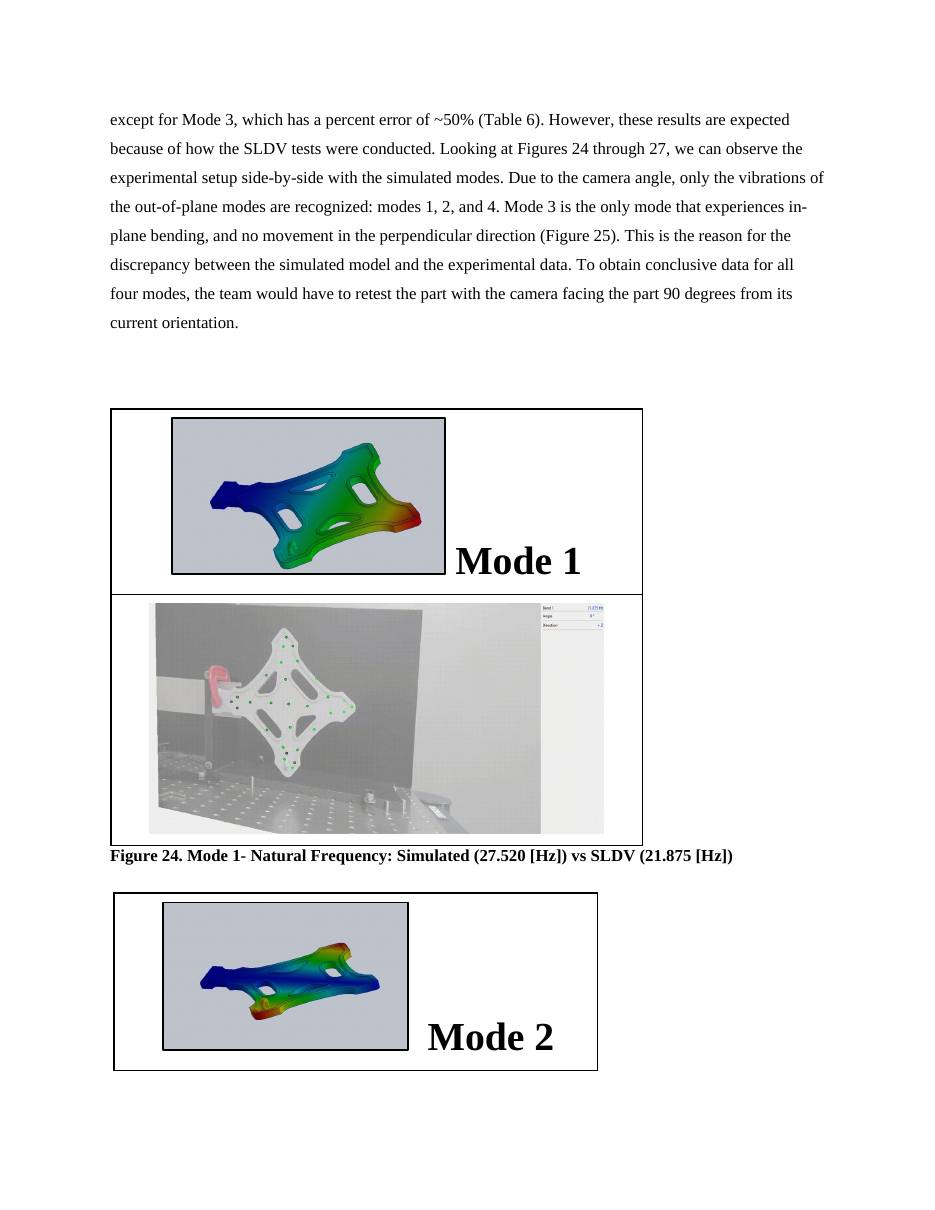 except for Mode 3, which has a percent error of ~50% (Table 6). However, these results are expected
because of how the SLDV tests were conducted. Looking at Figures 24 through 27, we can observe the
experimental setup side-by-side with the simulated modes. Due to the camera angle, only the vibrations of
the out-of-plane modes are recognized: modes 1, 2, and 4. Mode 3 is the only mode that experiences in-
plane bending, and no movement in the perpendicular direction (Figure 25). This is the reason for the
discrepancy between the simulated model and the experimental data. To obtain conclusive data for all
four modes, the team would have to retest the part with the camera facing the part 90 degrees from its
current orientation.
Mode 1
Band 1
Angle
Direction
Figure 24. Mode 1- Natural Frequency: Simulated (27.520 [Hz]) vs SLDV (21.875 [Hz])
Mode 2